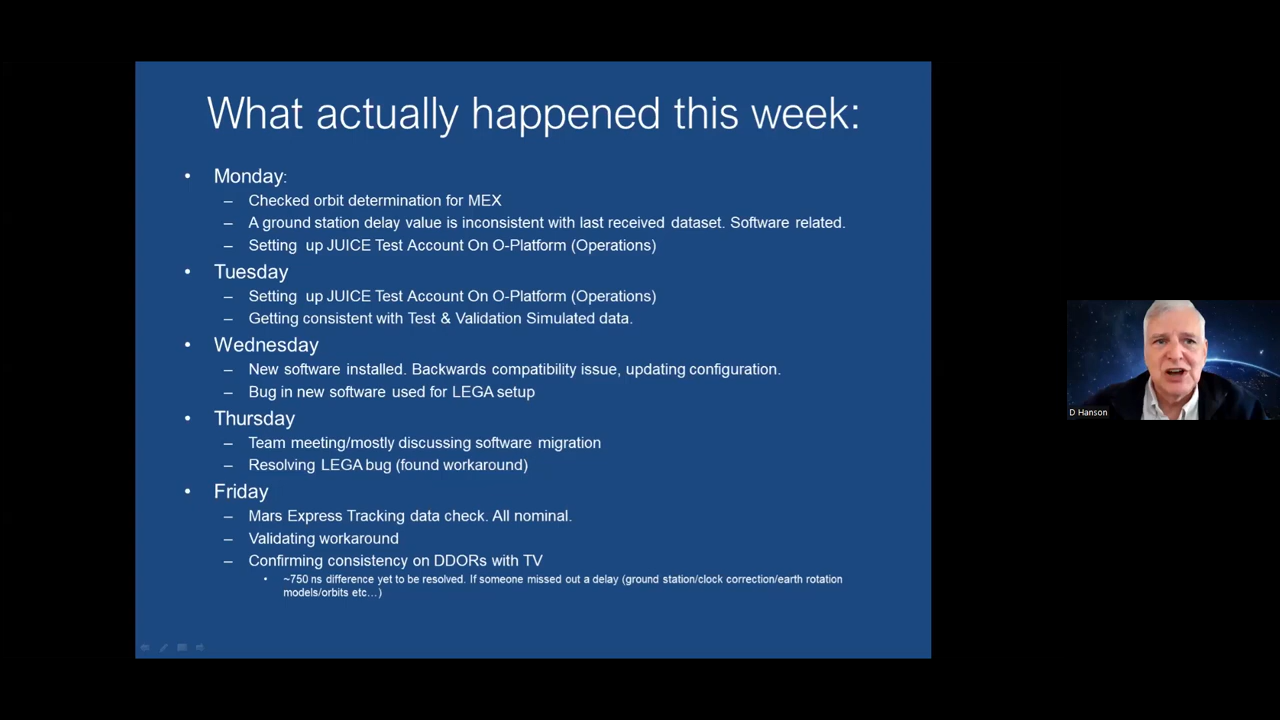 What actually happened this week:
• Monday:
– Checked orbit determination for MEX
– A ground station delay value is inconsistent with last received dataset. Software related.
– Setting up JUICE Test Account On O-Platform (Operations)
• Tuesday
– Setting up JUICE Test Account On O-Platform (Operations)
– Getting consistent with Test & Validation Simulated data.
• Wednesday
– New software installed. Backwards compatibility issue, updating configuration.
– Bug in new software used for LEGA setup
• Thursday
– Team meeting/mostly discussing software migration
– Resolving LEGA bug (found workaround)
• Friday
– Mars Express Tracking data check. All nominal.
– Validating workaround
– Confirming consistency on DDORs with TV
• ~750 ns difference yet to be resolved. If someone missed out a delay (ground station/clock correction/earth rotation
models/orbits etc…)
D Hanson